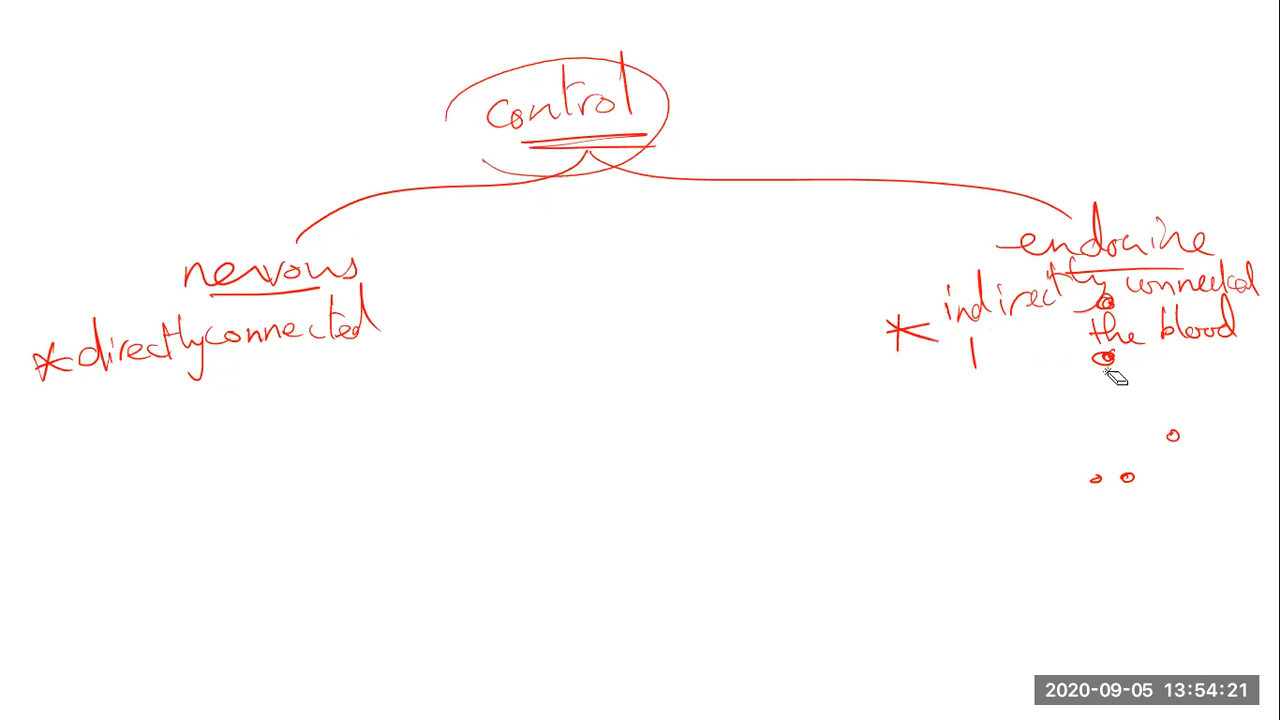 control
nervous
* directly connected
endocrine
* indirectly connected
the blood
2020-09-05 13:54:21